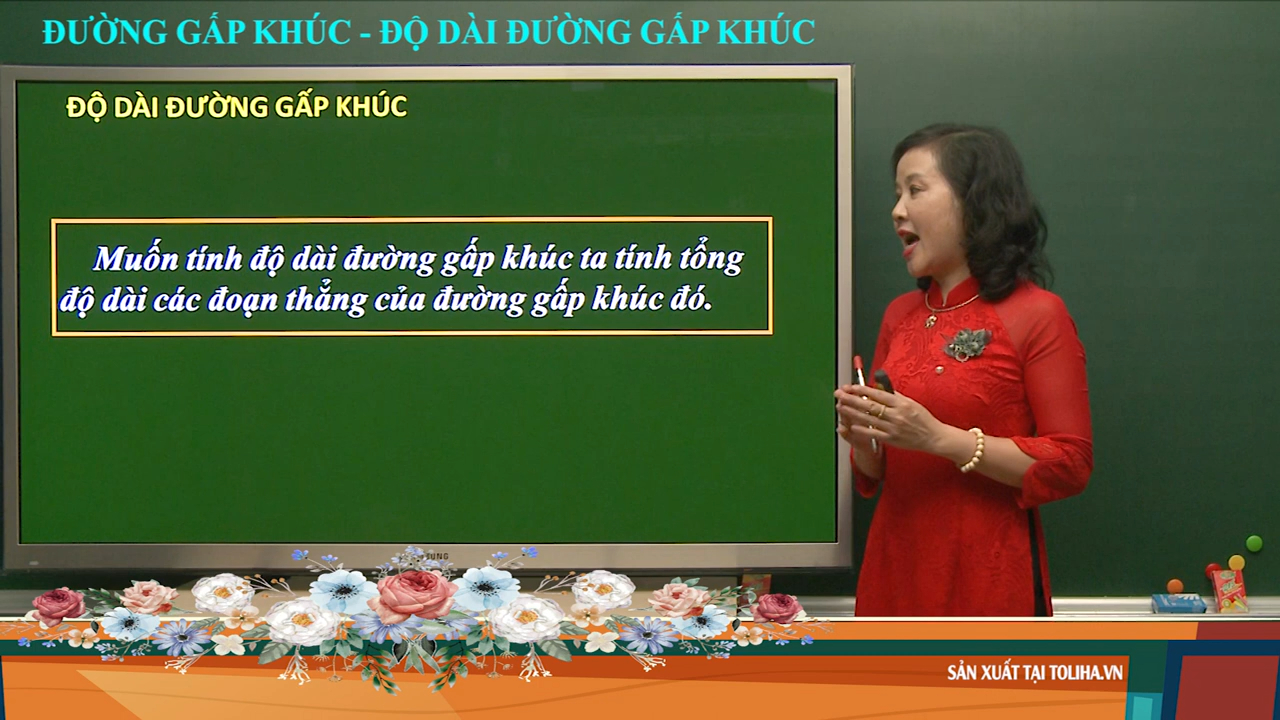 ĐƯỜNG GẤP KHÚC - ĐỘ DÀI ĐƯỜNG GẤP KHÚC
ĐỘ DÀI ĐƯỜNG GẤP KHÚC
Muốn tính độ dài đường gấp khúc ta tính tổng
độ dài các đoạn thẳng của đường gấp khúc đó.
SẢN XUẤT TẠI TOLIHA.VN